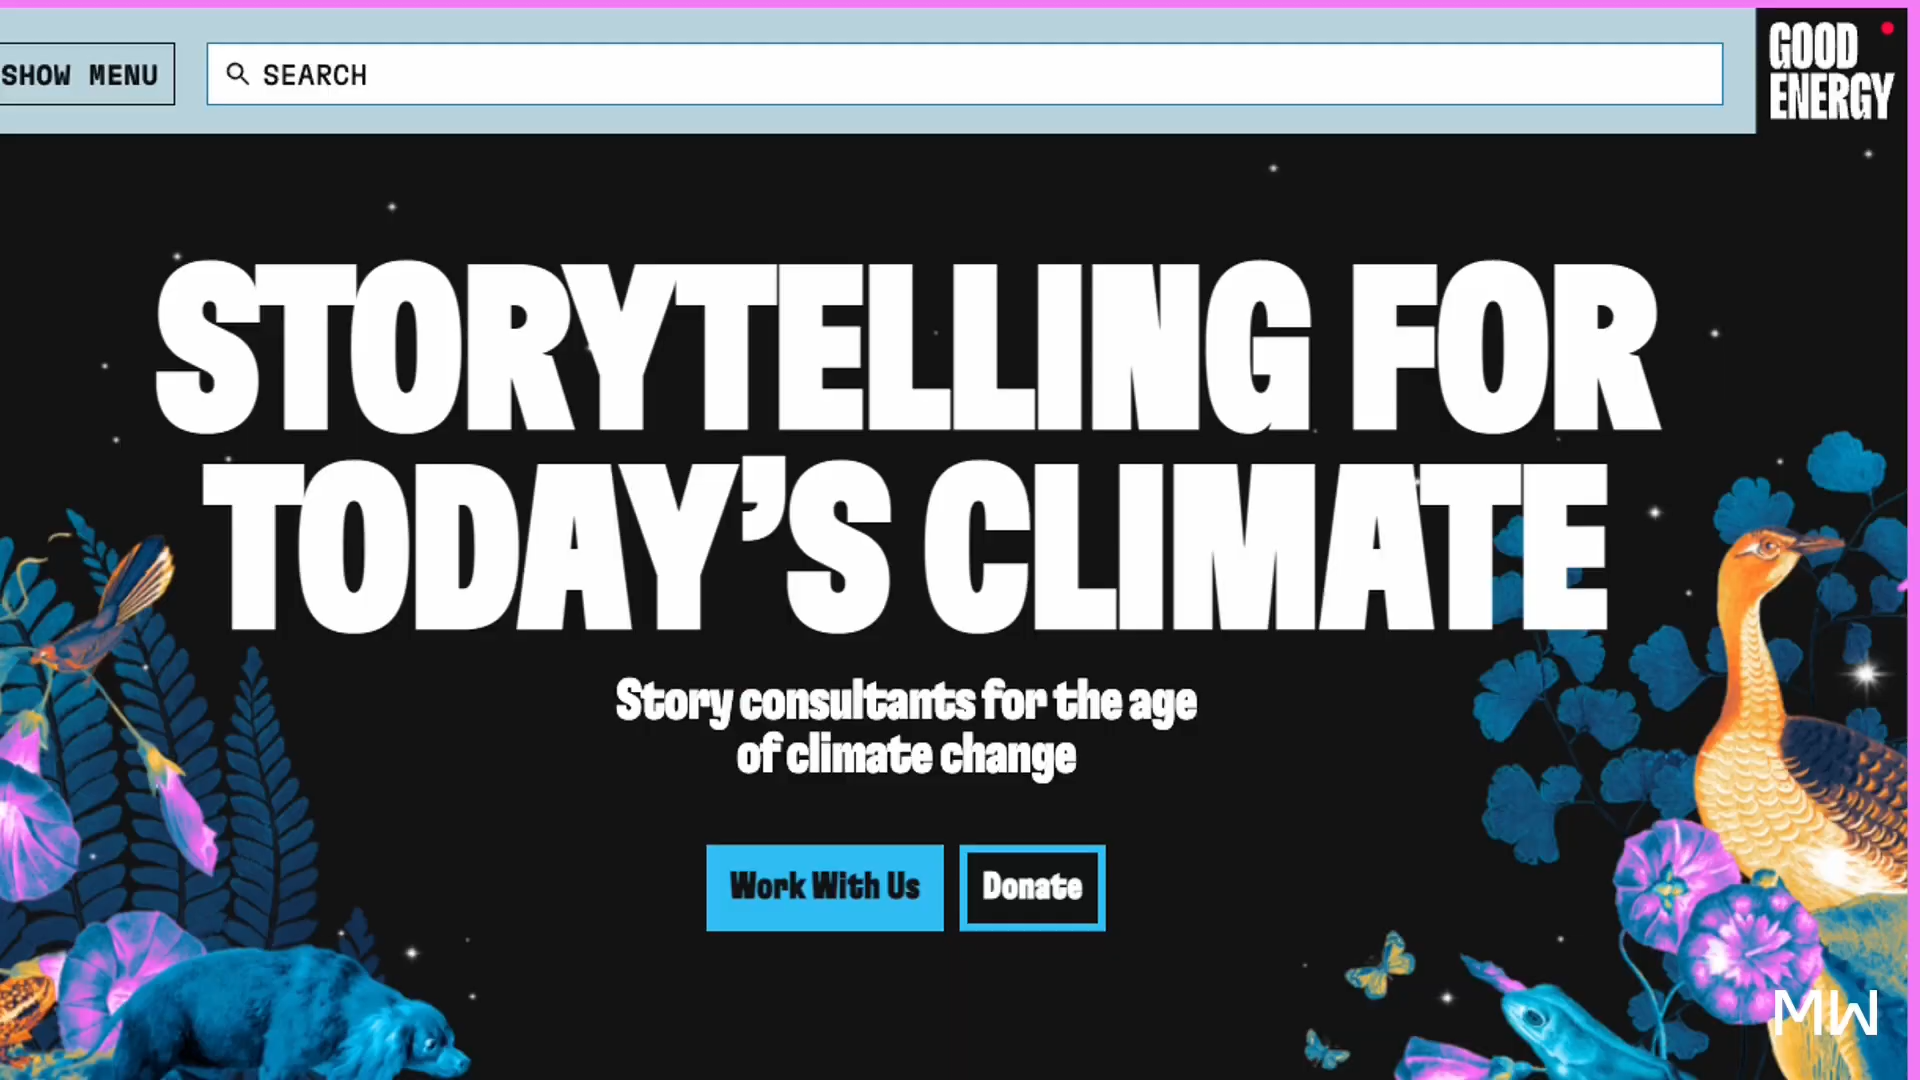 SHOW MENU
SEARCH
GOOD
ENERGY
STORYTELLING FOR
TODAY’S CLIMATE
Story consultants for the age
of climate change
Work With Us
Donate
MW